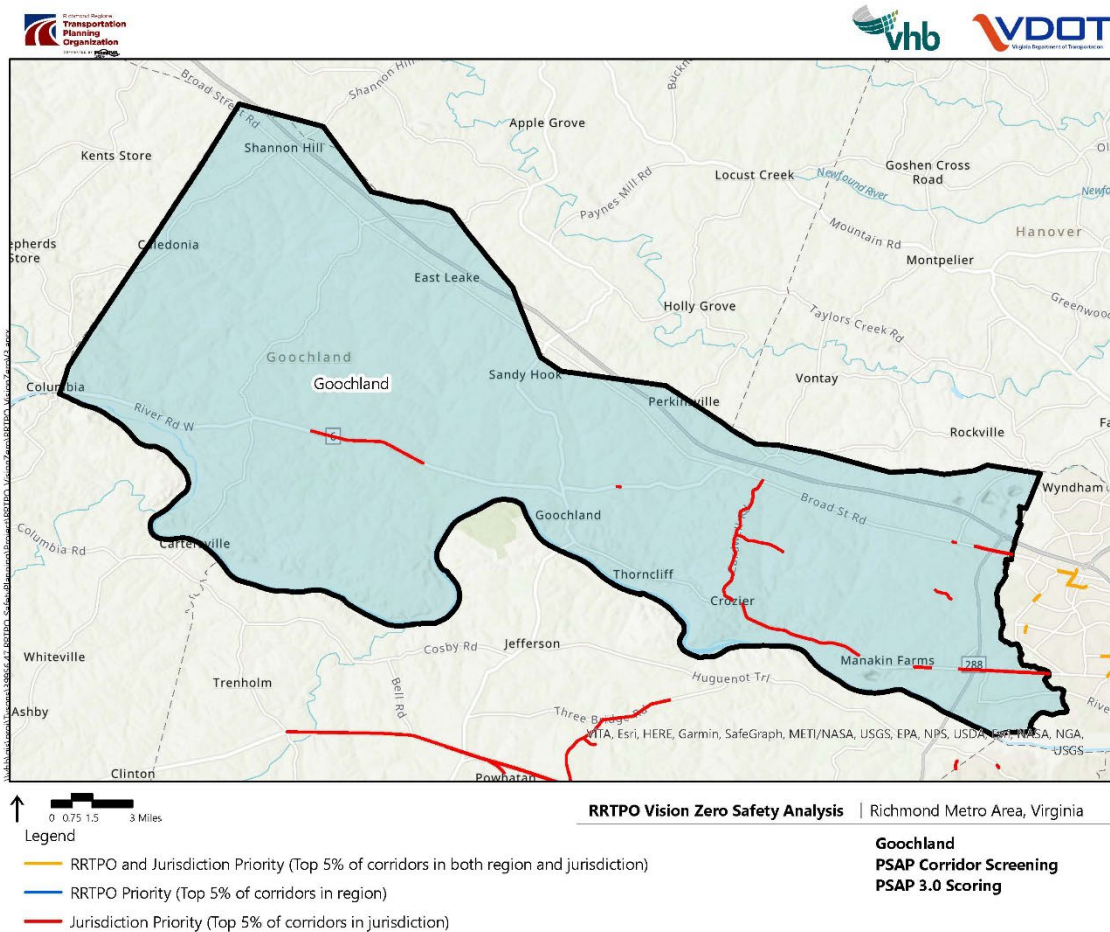 Richmond Regional
Transportation
Planning
Organization
vhb
VDOT
Virginia Department of Transportation
Broad Street Rd
Shannon Hill
Apple Grove
Kents Store
Shannon Hill
Locust Creek
Goshen Cross
Road
Newfound River
Paynes Mill Rd
Mountain Rd
Hanover
Store
Caledonia
Montpelier
East Leake
Holly Grove
Taylors Creek Rd
Goochland
Goochland
Sandy Hook
Vontay
Columbia
Perkinsville
River Rd W
6
Rockville
Wyndham
Broad St Rd
Goochland
Columbia Rd
Cartersville
Thorncliff
Crozier
Whiteville
Jefferson
Cosby Rd
Manakin Farms
288
Trenholm
Bell Rd
Huguenot Trl
Ashby
Three Bridge Rd
VITA, Esri, HERE, Garmin, SafeGraph, METI/NASA, USGS, EPA, NPS, USDA, Esri, NASA, NGA,
USGS
Clinton
Powhatan
0 0.75 1.5 3 Miles
RRTPO Vision Zero Safety Analysis | Richmond Metro Area, Virginia
Legend
RRTPO and Jurisdiction Priority (Top 5% of corridors in both region and jurisdiction)
RRTPO Priority (Top 5% of corridors in region)
Jurisdiction Priority (Top 5% of corridors in jurisdiction)
Goochland
PSAP Corridor Screening
PSAP 3.0 Scoring